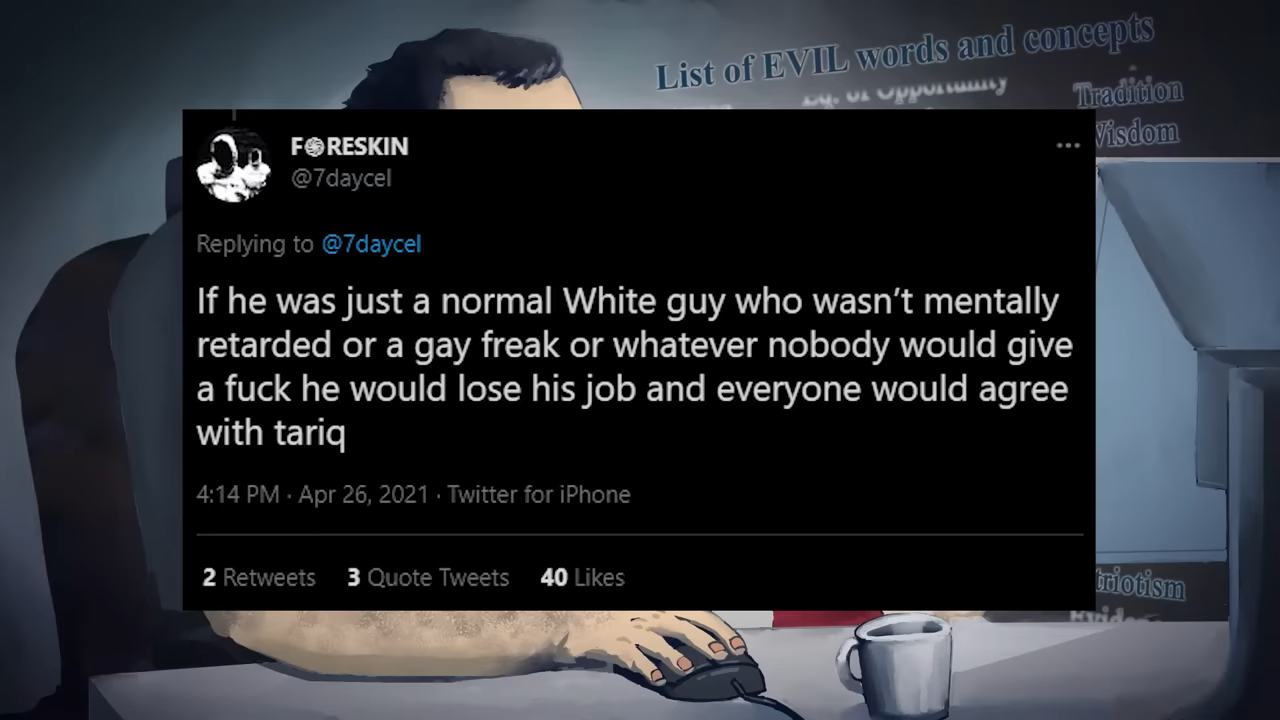 List of EVIL words and concepts
Eq. of Opportunity
Tradition
Wisdom
F֍RESKIN
@7daycel
Replying to @7daycel
If he was just a normal White guy who wasn’t mentally
retarded or a gay freak or whatever nobody would give
a fuck he would lose his job and everyone would agree
with tariq
4:14 PM · Apr 26, 2021 · Twitter for iPhone
2 Retweets 3 Quote Tweets 40 Likes
triotism